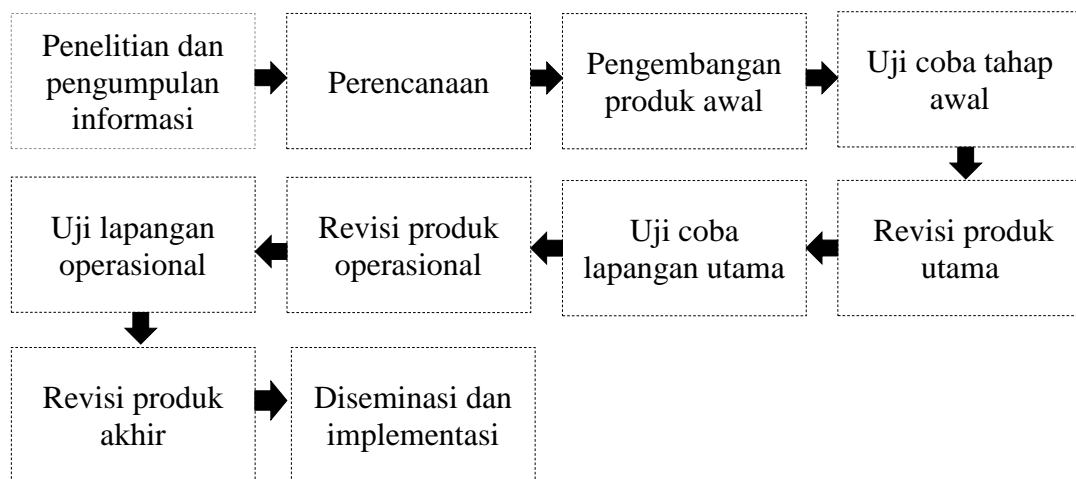 Penelitian dan
pengumpulan
informasi
Perencanaan
Pengembangan
produk awal
Uji coba tahap
awal
Revisi produk
utama
Uji coba
lapangan utama
Revisi produk
operasional
Uji lapangan
operasional
Revisi produk
akhir
Diseminasi dan
implementasi